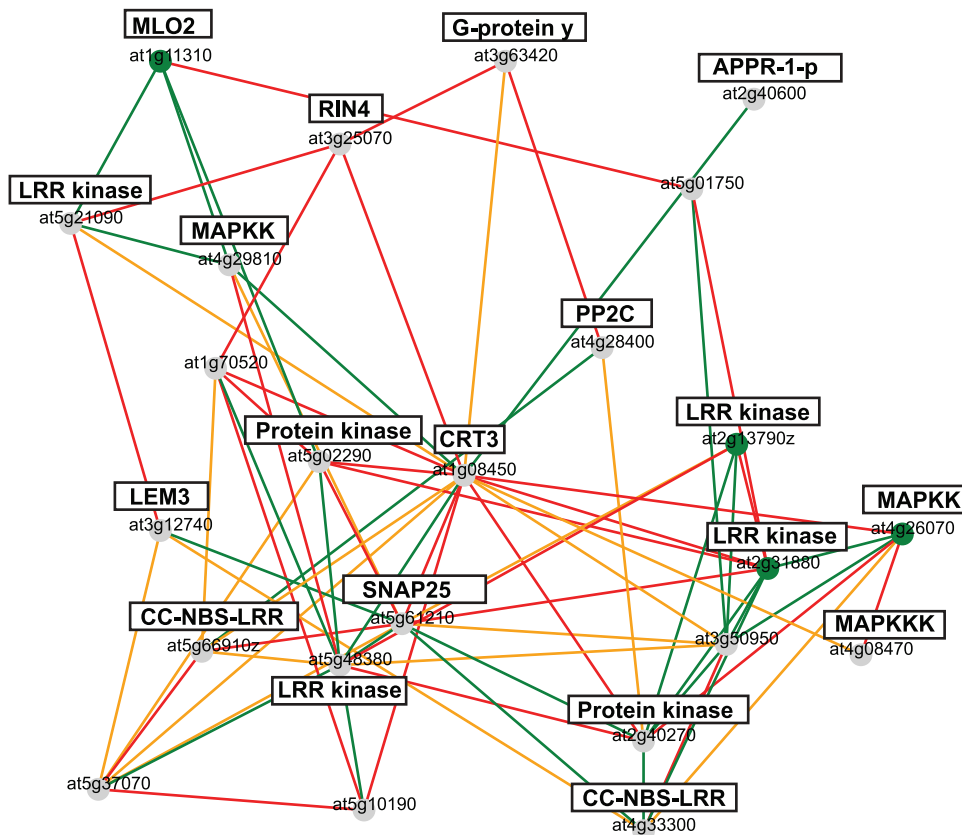 MLO2
at1g11310
G-protein y
at3g63420
APPR-1-p
at2g40600
RIN4
at3g25070
at5g01750
LRR kinase
at5g21090
MAPKK
at4g29810
PP2C
at4g28400
at1g70520
LRR kinase
at2g13790z
Protein kinase
at5g02290
CRT3
at1g08450
LEM3
at3g12740
MAPKK
at4g26070
LRR kinase
at2g31880
SNAP25
at5g61210
CC-NBS-LRR
at5g66910z
at3g50950
MAPKKK
at4g08470
at5g48380
LRR kinase
Protein kinase
at2g40270
at5g37070
at5g10190
CC-NBS-LRR
at4g33300